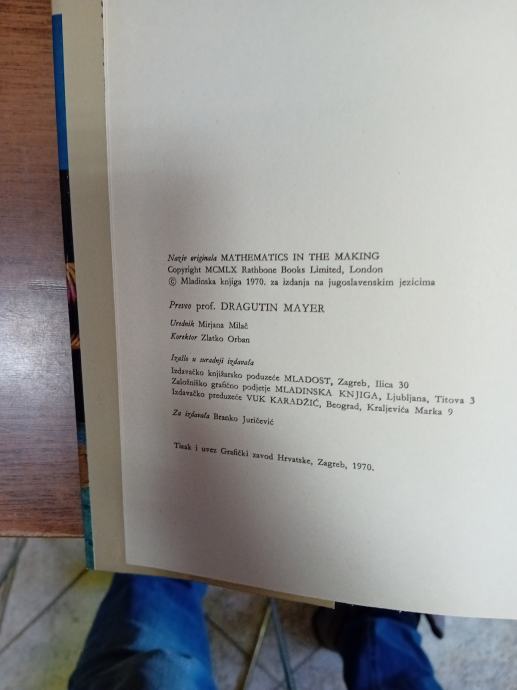 Naziv originala MATHEMATICS IN THE MAKING
Copyright MCMLX Rathbone Books Limited, London
© Mladinska knjiga 1970. za izdanja na jugoslavenskim jezicima
Preveo prof. DRAGUTIN MAYER
Urednik Mirjana Milač
Korektor Zlatko Orban
Izašlo u suradnji izdavača
Izdavačko knjižarsko poduzeće MLADOST, Zagreb, Ilica 30
Založniško grafično podjetje MLADINSKA KNJIGA, Ljubljana, Titova 3
Izdavačko preduzeće VUK KARADŽIĆ, Beograd, Kraljevića Marka 9
Za izdavača Branko Juričević
Tisak i uvez Grafički zavod Hrvatske, Zagreb, 1970.